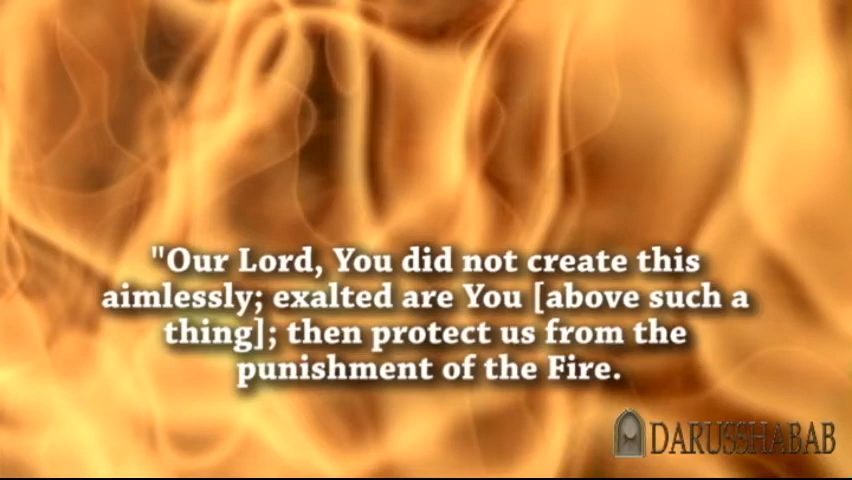 "Our Lord, You did not create this
aimlessly; exalted are You [above such a
thing]; then protect us from the
punishment of the Fire.
DARUSSHABAB